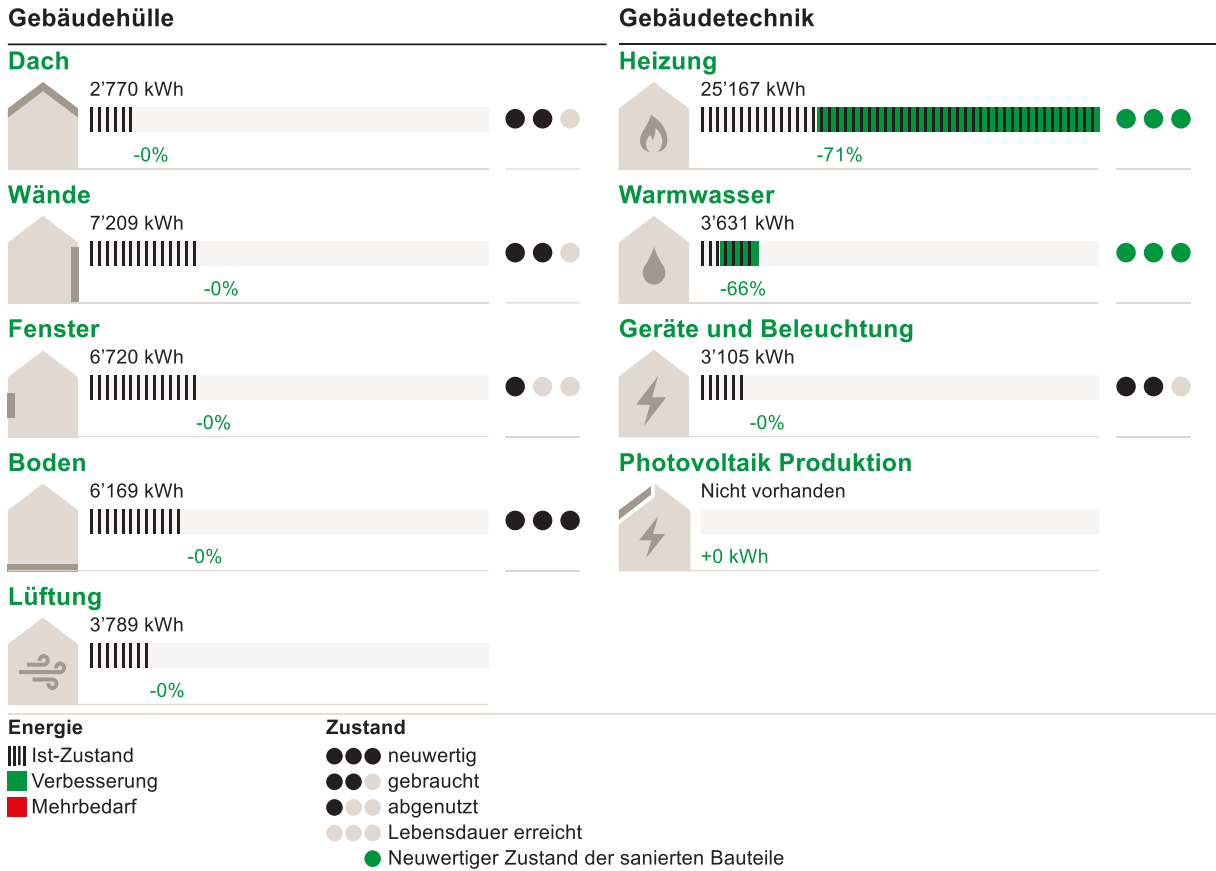 Gebäudehülle
Dach
2’770 kWh
-0%
Wände
7’209 kWh
-0%
Fenster
6’720 kWh
-0%
Boden
6’169 kWh
-0%
Lüftung
3’789 kWh
-0%
Gebäudetechnik
Heizung
25’167 kWh
-71%
Warmwasser
3’631 kWh
-66%
Geräte und Beleuchtung
3’105 kWh
-0%
Photovoltaik Produktion
Nicht vorhanden
+0 kWh
Energie
Ist-Zustand
Verbesserung
Mehrbedarf
Zustand
neuwertig
gebraucht
abgenutzt
Lebensdauer erreicht
Neuwertiger Zustand der sanierten Bauteile